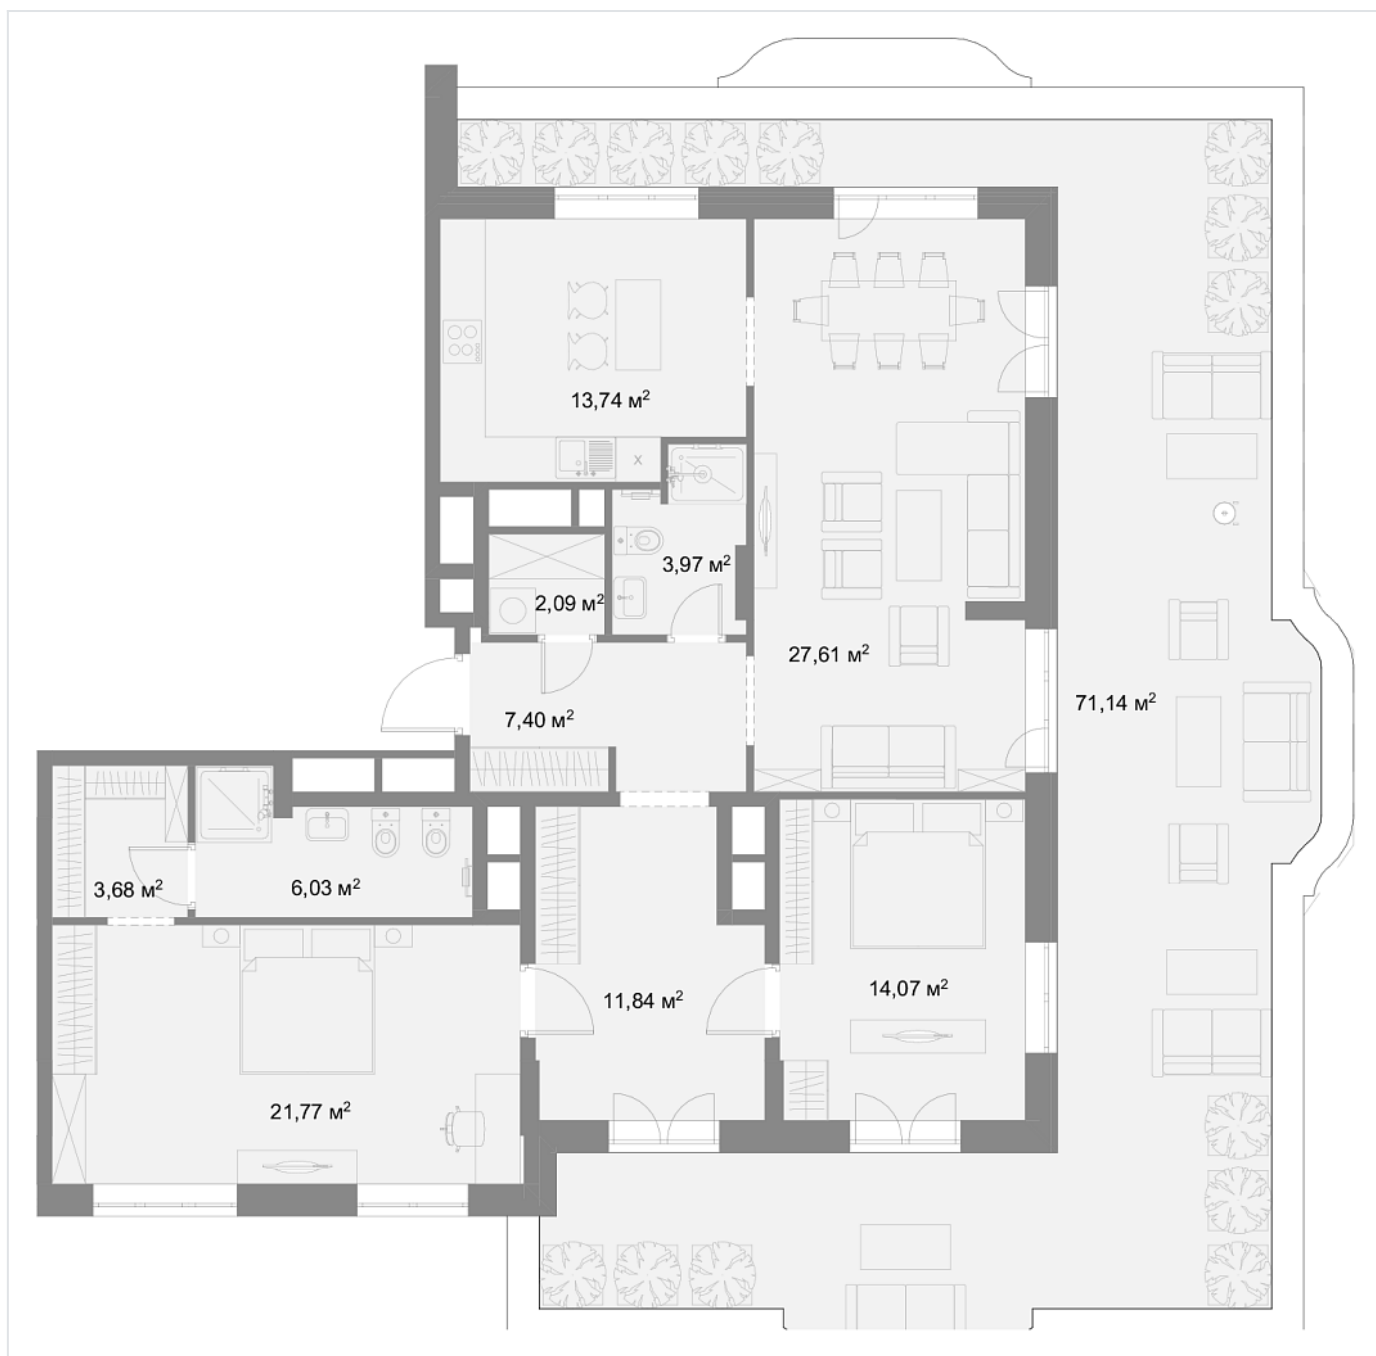 13,74 м²
x
3,97 м²
2,09 м²
27,61 м²
71,14 м²
7,40 м²
3,68 м²
6,03 м²
14,07 м²
11,84 м²
21,77 м²